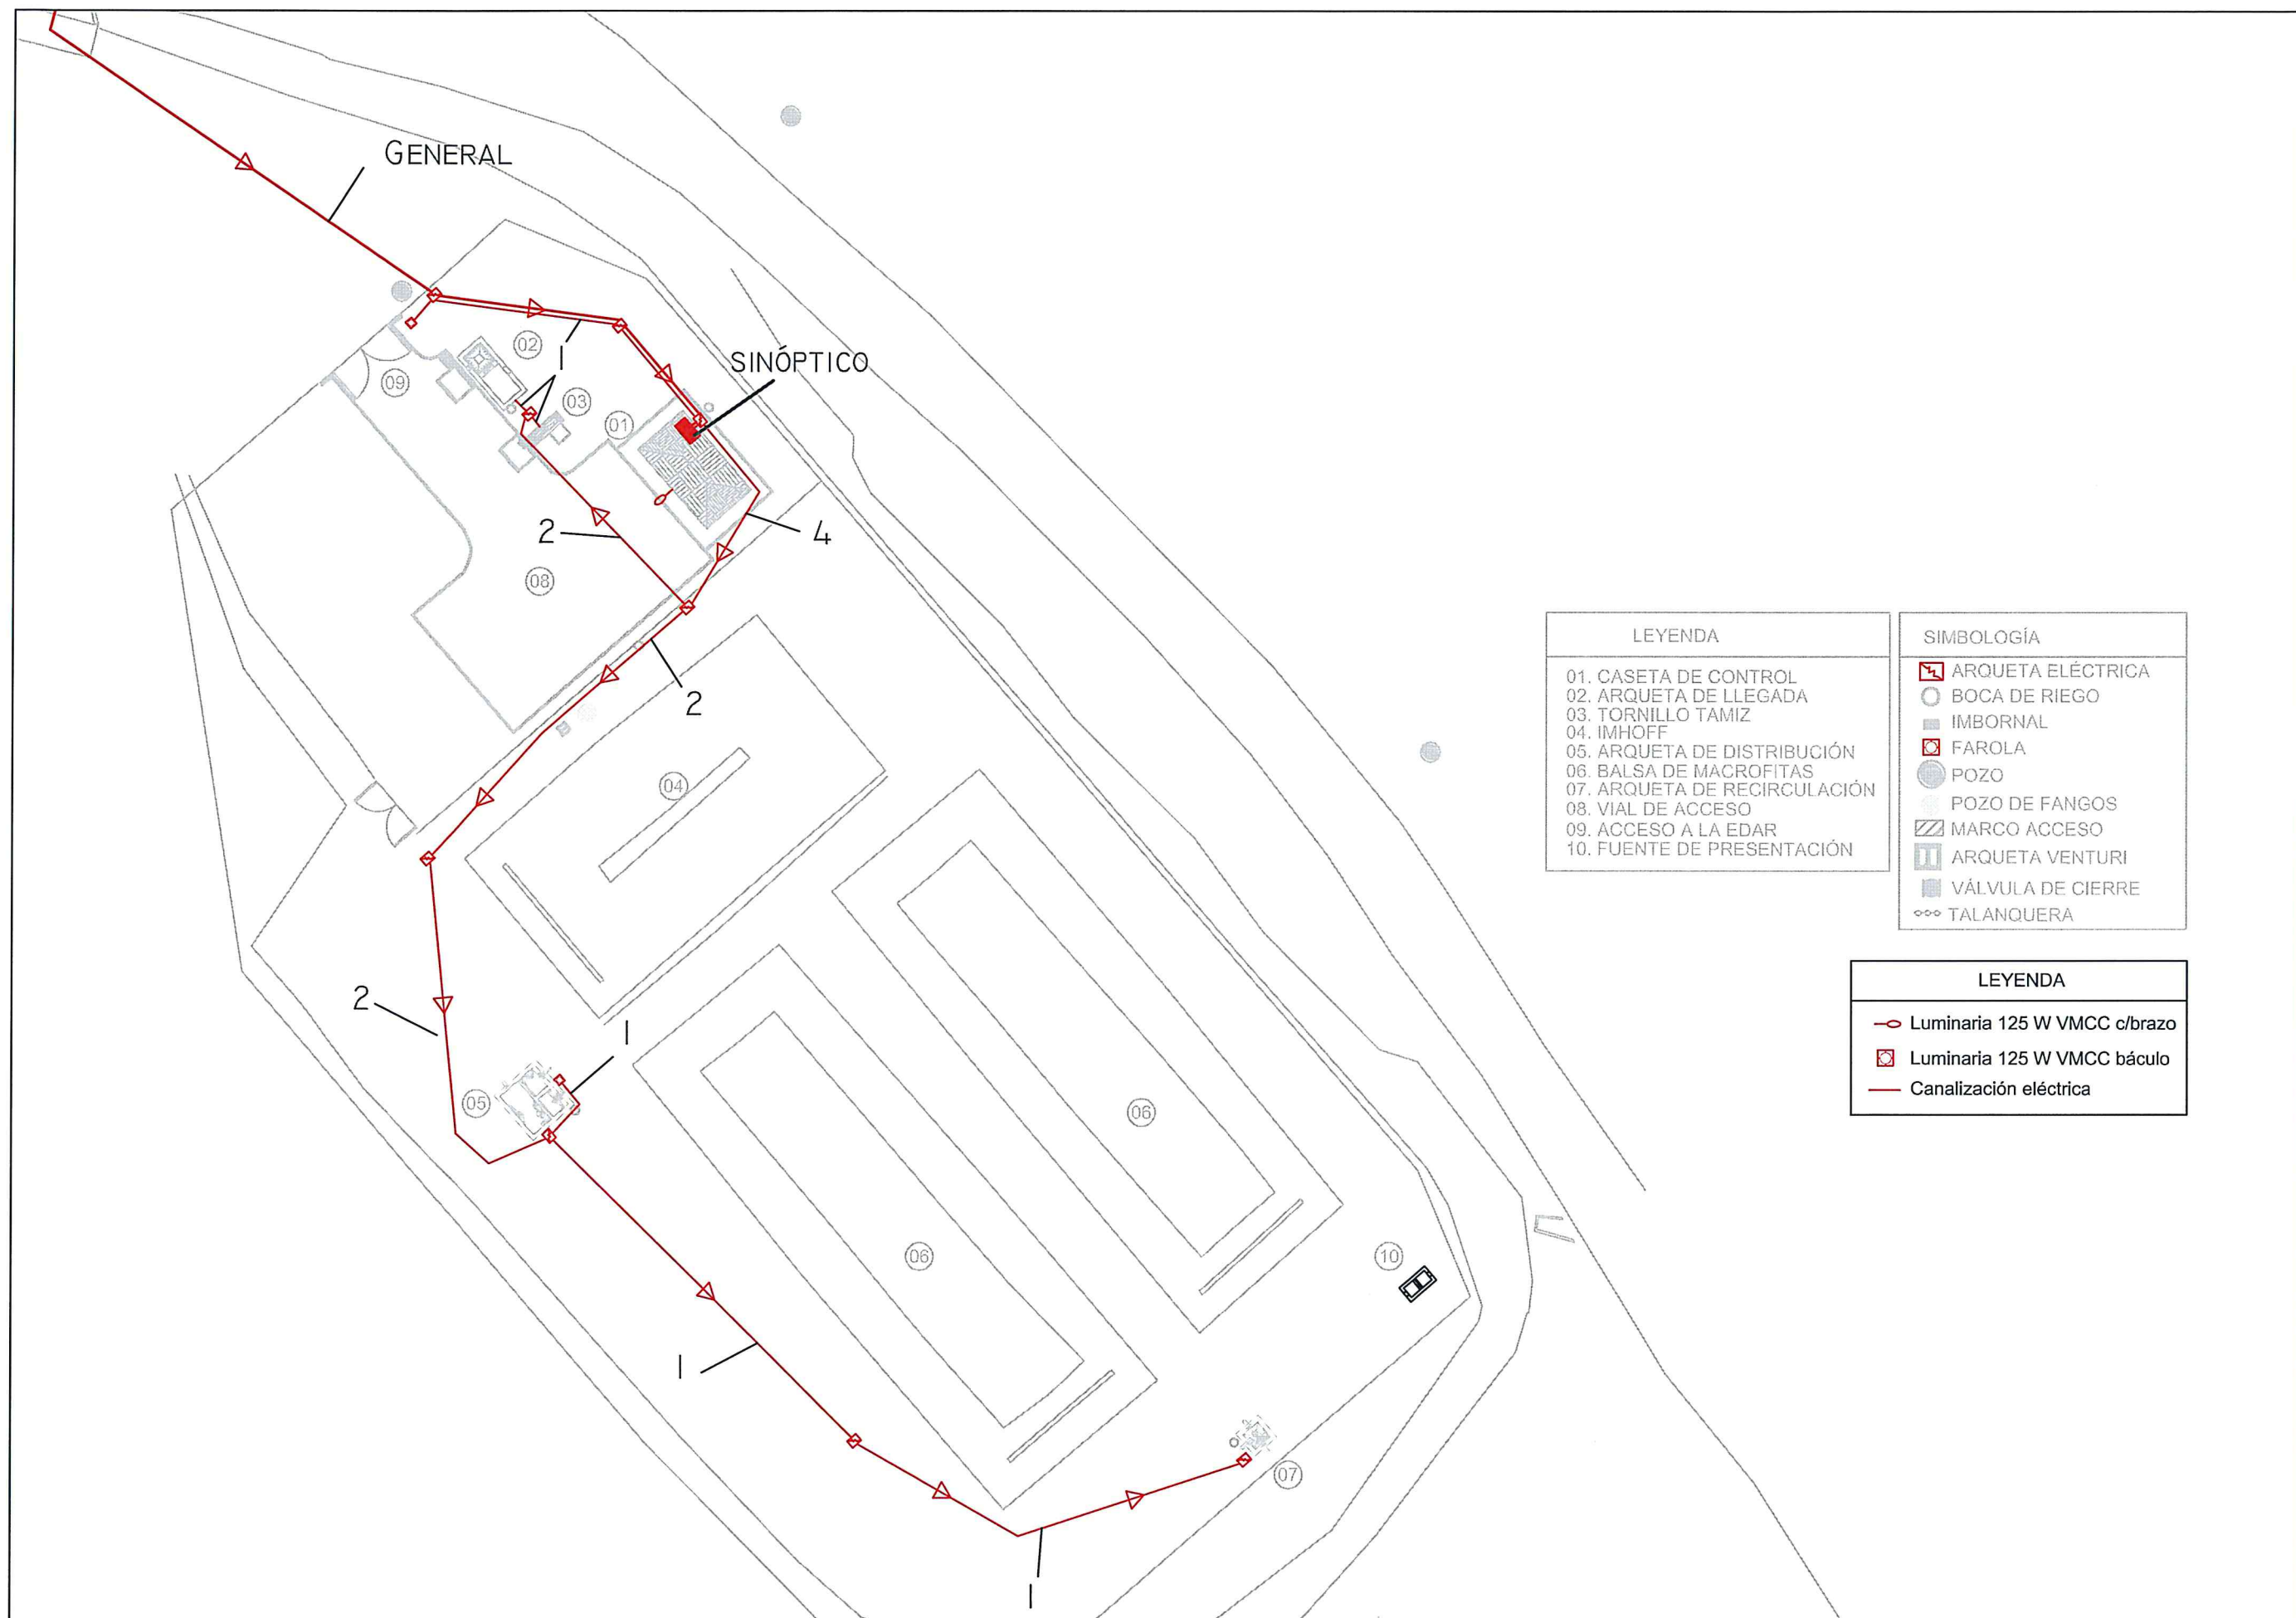 GENERAL
SINÓPTICO
02
1
09
03
01
2
4
08
2
04
2
1
05
06
06
10
1
07
1
LEYENDA
01. CASETA DE CONTROL
02. ARQUETA DE LLEGADA
03. TORNILLO TAMIZ
04. IMHOFF
05. ARQUETA DE DISTRIBUCIÓN
06. BALSA DE MACROFITAS
07. ARQUETA DE RECIRCULACIÓN
08. VIAL DE ACCESO
09. ACCESO A LA EDAR
10. FUENTE DE PRESENTACIÓN
SIMBOLOGÍA
ARQUETA ELÉCTRICA
BOCA DE RIEGO
IMBORNAL
FAROLA
POZO
POZO DE FANGOS
MARCO ACCESO
ARQUETA VENTURI
VÁLVULA DE CIERRE
TALANQUERA
LEYENDA
Luminaria 125 W VMCC c/brazo
Luminaria 125 W VMCC báculo
Canalización eléctrica